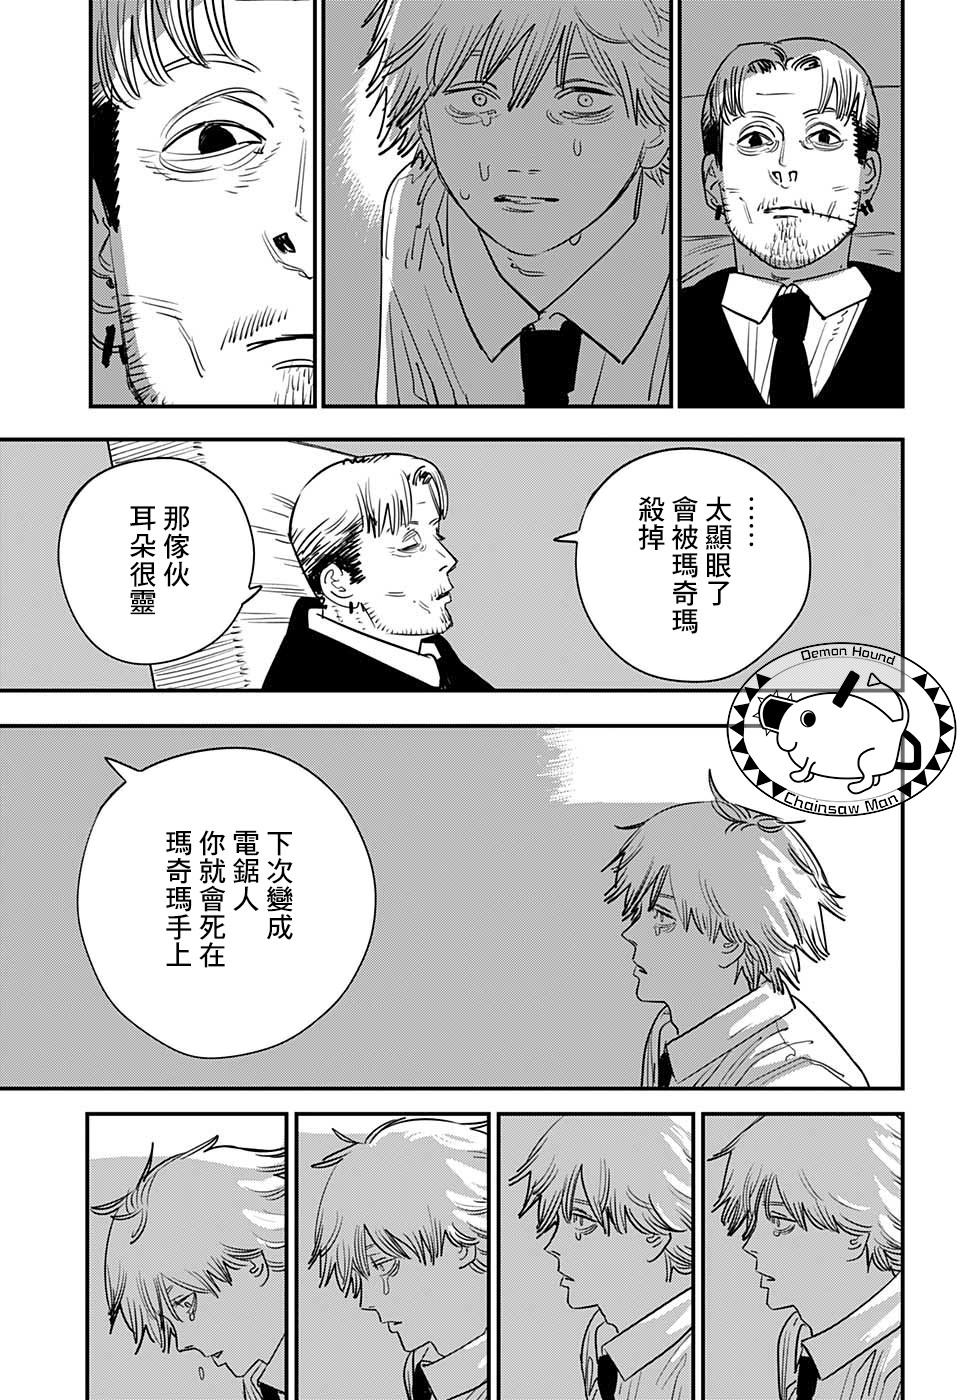 ……
太顯眼了
會被瑪奇瑪
殺掉
那傢伙
耳朵很靈
Demon Hound
Chainsaw Man
下次變成
電鋸人
你就會死在
瑪奇瑪手上